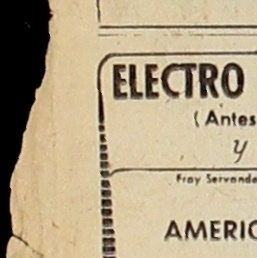 ELECTRO
(Antes
y
Fray Servando
AMERIC